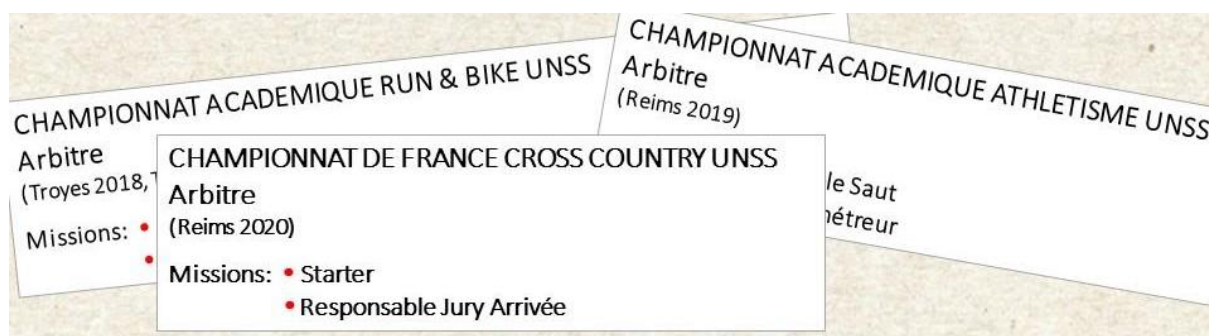 CHAMPIONNAT ACADEMIQUE RUN & BIKE UNSS
Arbitre
(Troyes 2018,
Missions: •
•
CHAMPIONNAT DE FRANCE CROSS COUNTRY UNSS
Arbitre
(Reims 2020)
Missions: • Starter
• Responsable Jury Arrivée
CHAMPIONNAT ACADEMIQUE ATHLETISME UNSS
Arbitre
(Reims 2019)
le Saut